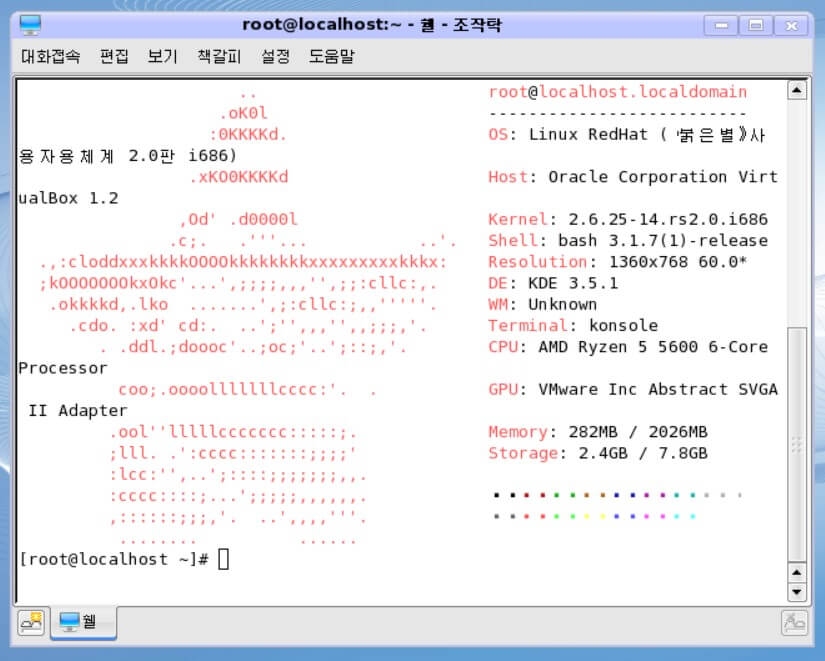 root@localhost:~ - 쉘 - 조작탁
대화접속 편집 보기 책갈피 설정 도움말
.. root@localhost.localdomain
.oK0l --------------------------
:0KKKKd. OS: Linux RedHat (《붉은별》사
용자용체계 2.0판 i686)
.xKO0KKKKd Host: Oracle Corporation Virt
ualBox 1.2
,Od' .d0000l Kernel: 2.6.25-14.rs2.0.i686
.c;. .'''... ..'. Shell: bash 3.1.7(1)-release
.,:cloddxxxkkkkOOOOkkkkkkkkxxxxxxxxxkkkx: Resolution: 1360x768 60.0*
;kOOOOOOOkxOkc'...',;;;;,,,'',;;:cllc:,. DE: KDE 3.5.1
.okkkkd,.lko .......',;:cllc:;,,'''''. WM: Unknown
.cdo. :xd' cd:. ..';'',,,'',,;;;,'. Terminal: konsole
. .ddl.;doooc'..;oc;'..';::;,'. CPU: AMD Ryzen 5 5600 6-Core
Processor
coo;.oooolllllllcccc:'. . GPU: VMware Inc Abstract SVGA
II Adapter
.ool''lllllccccccc:::::;. Memory: 282MB / 2026MB
;lll. .':cccc:::::::;;;;' Storage: 2.4GB / 7.8GB
:lcc:'',..';::::;;;;;;;,,.
:cccc::::;...';;;;;,,,,,,.
,::::::;;;,'. ..',,,,'''.
........ ......
[root@localhost ~]#
쉘